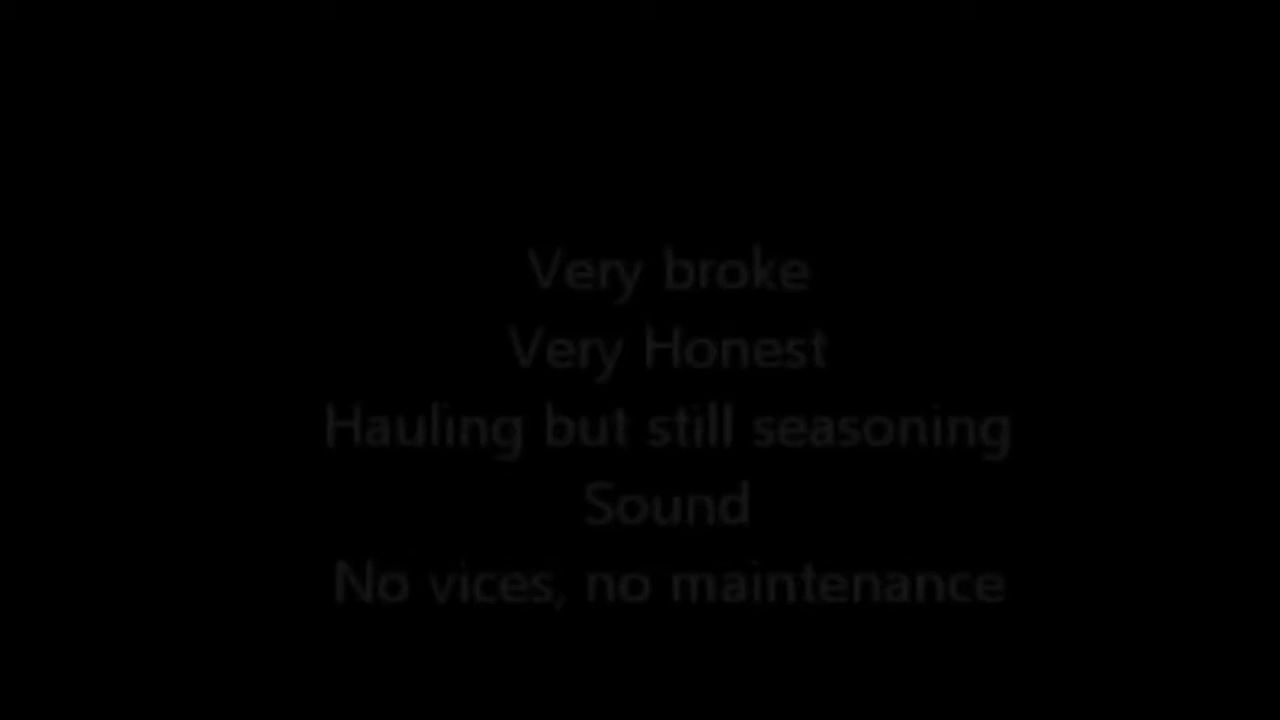 Very broke
Very Honest
Hauling but still seasoning
Sound
No vices, no maintenance